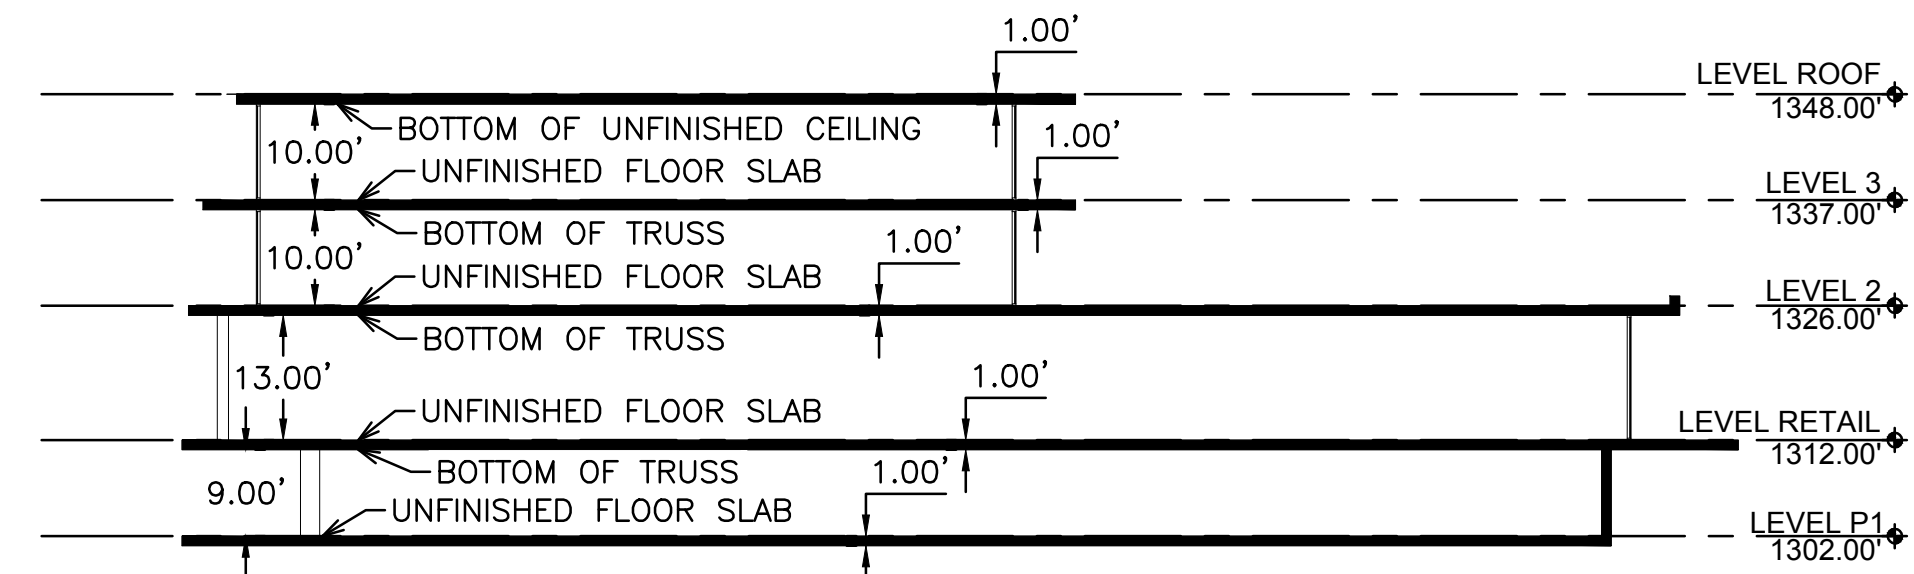 1.00'
LEVEL ROOF
1348.00'
BOTTOM OF UNFINISHED CEILING
1.00'
10.00'
UNFINISHED FLOOR SLAB
LEVEL 3
1337.00'
BOTTOM OF TRUSS
1.00'
10.00'
UNFINISHED FLOOR SLAB
LEVEL 2
1326.00'
BOTTOM OF TRUSS
13.00'
1.00'
UNFINISHED FLOOR SLAB
LEVEL RETAIL
1312.00'
BOTTOM OF TRUSS
1.00'
9.00'
UNFINISHED FLOOR SLAB
LEVEL P1
1302.00'